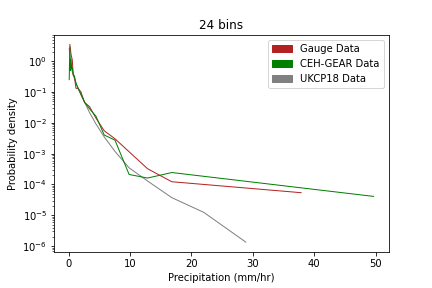 24 bins
Gauge Data
CEH-GEAR Data
UKCP18 Data
Probability density
10⁰
10⁻¹
10⁻²
10⁻³
10⁻⁴
10⁻⁵
10⁻⁶
0 10 20 30 40 50
Precipitation (mm/hr)